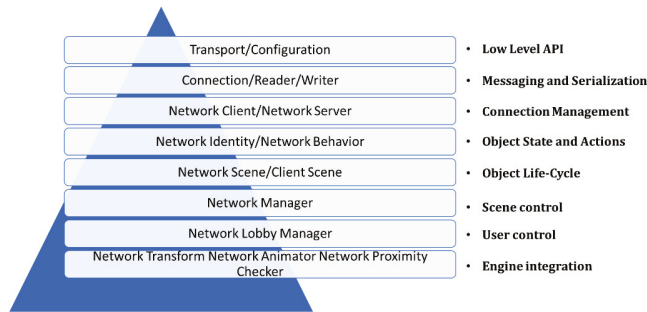 Transport/Configuration
• Low Level API
Connection/Reader/Writer
• Messaging and Serialization
Network Client/Network Server
• Connection Management
Network Identity/Network Behavior
• Object State and Actions
Network Scene/Client Scene
• Object Life-Cycle
Network Manager
• Scene control
Network Lobby Manager
• User control
Network Transform Network Animator Network Proximity
Checker
• Engine integration